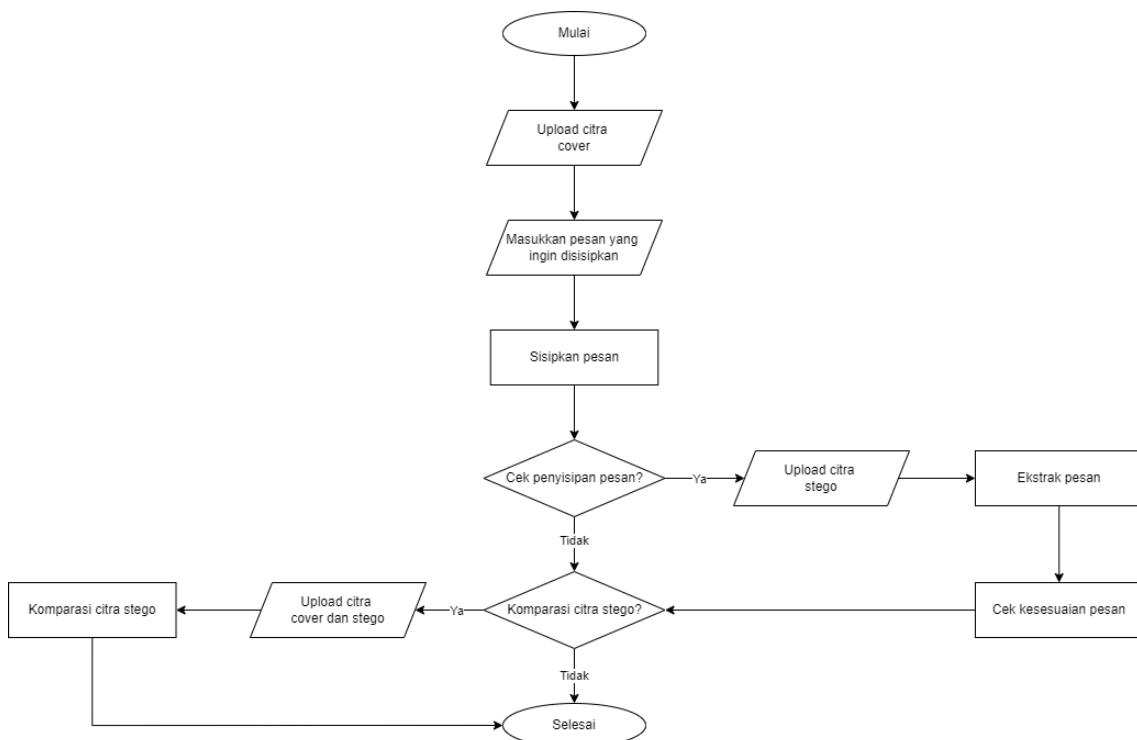 Mulai
Upload citra
cover
Masukkan pesan yang
ingin disisipkan
Sisipkan pesan
Cek penyisipan pesan?
Ya
Upload citra
stego
Ekstrak pesan
Tidak
Komparasi citra stego
Upload citra
cover dan stego
Ya
Komparasi citra stego?
Cek kesesuaian pesan
Tidak
Selesai